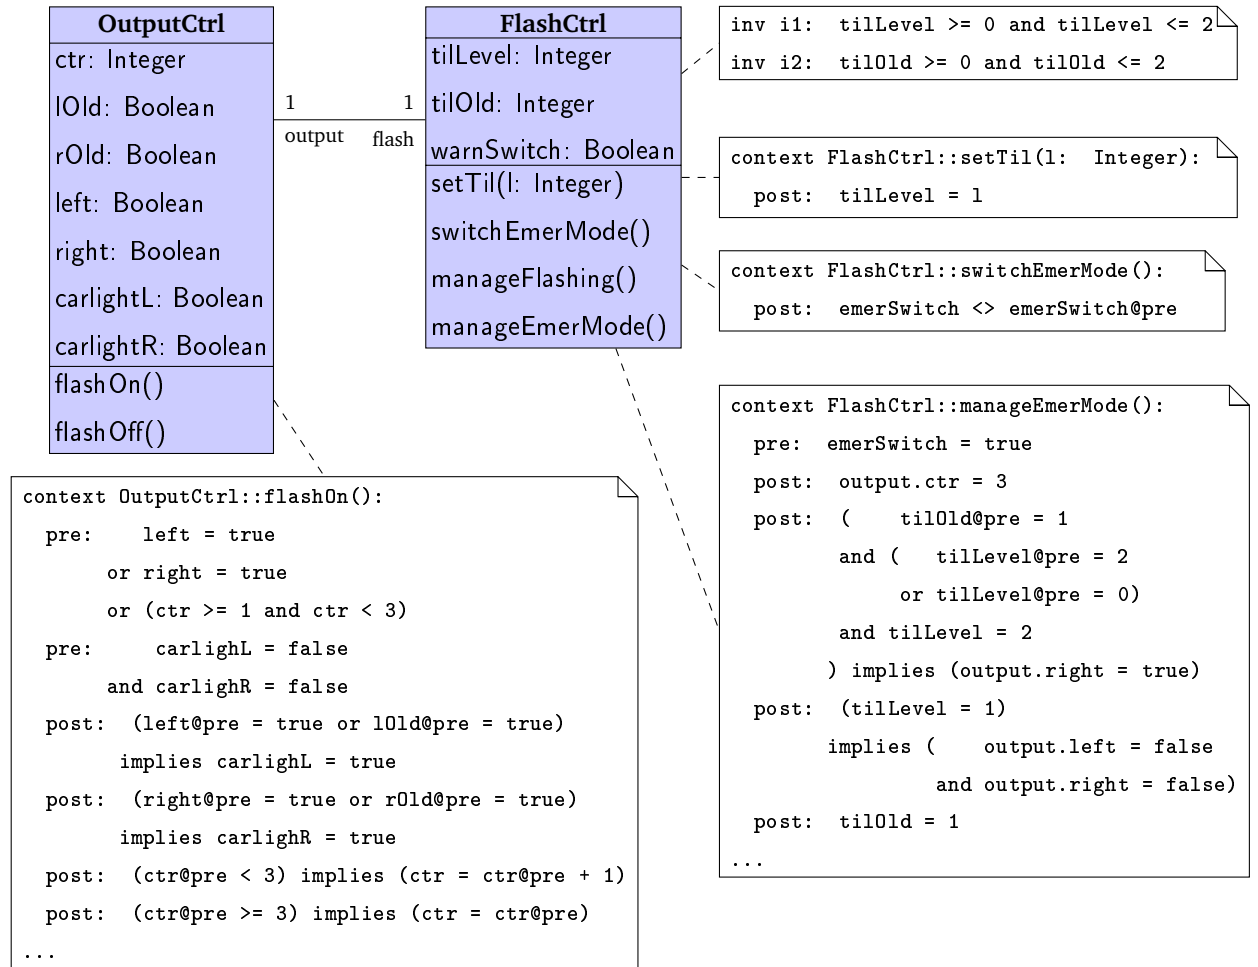 OutputCtrl
ctr: Integer
lOld: Boolean
rOld: Boolean
left: Boolean
right: Boolean
carlightL: Boolean
carlightR: Boolean
flashOn()
flashOff()
1
1
output
flash
FlashCtrl
tilLevel: Integer
tilOld: Integer
warnSwitch: Boolean
setTil(l: Integer)
switchEmerMode()
manageFlashing()
manageEmerMode()
inv i1: tilLevel >= 0 and tilLevel <= 2
inv i2: tilOld >= 0 and tilOld <= 2
context FlashCtrl::setTil(l: Integer):
post: tilLevel = l
context FlashCtrl::switchEmerMode():
post: emerSwitch <> emerSwitch@pre
context FlashCtrl::manageEmerMode():
pre: emerSwitch = true
post: output.ctr = 3
post: ( tilOld@pre = 1
and ( tilLevel@pre = 2
or tilLevel@pre = 0)
and tilLevel = 2
) implies (output.right = true)
post: (tilLevel = 1)
implies ( output.left = false
and output.right = false)
post: tilOld = 1
...
context OutputCtrl::flashOn():
pre: left = true
or right = true
or (ctr >= 1 and ctr < 3)
pre: carlighL = false
and carlighR = false
post: (left@pre = true or lOld@pre = true)
implies carlighL = true
post: (right@pre = true or rOld@pre = true)
implies carlighR = true
post: (ctr@pre < 3) implies (ctr = ctr@pre + 1)
post: (ctr@pre >= 3) implies (ctr = ctr@pre)
...